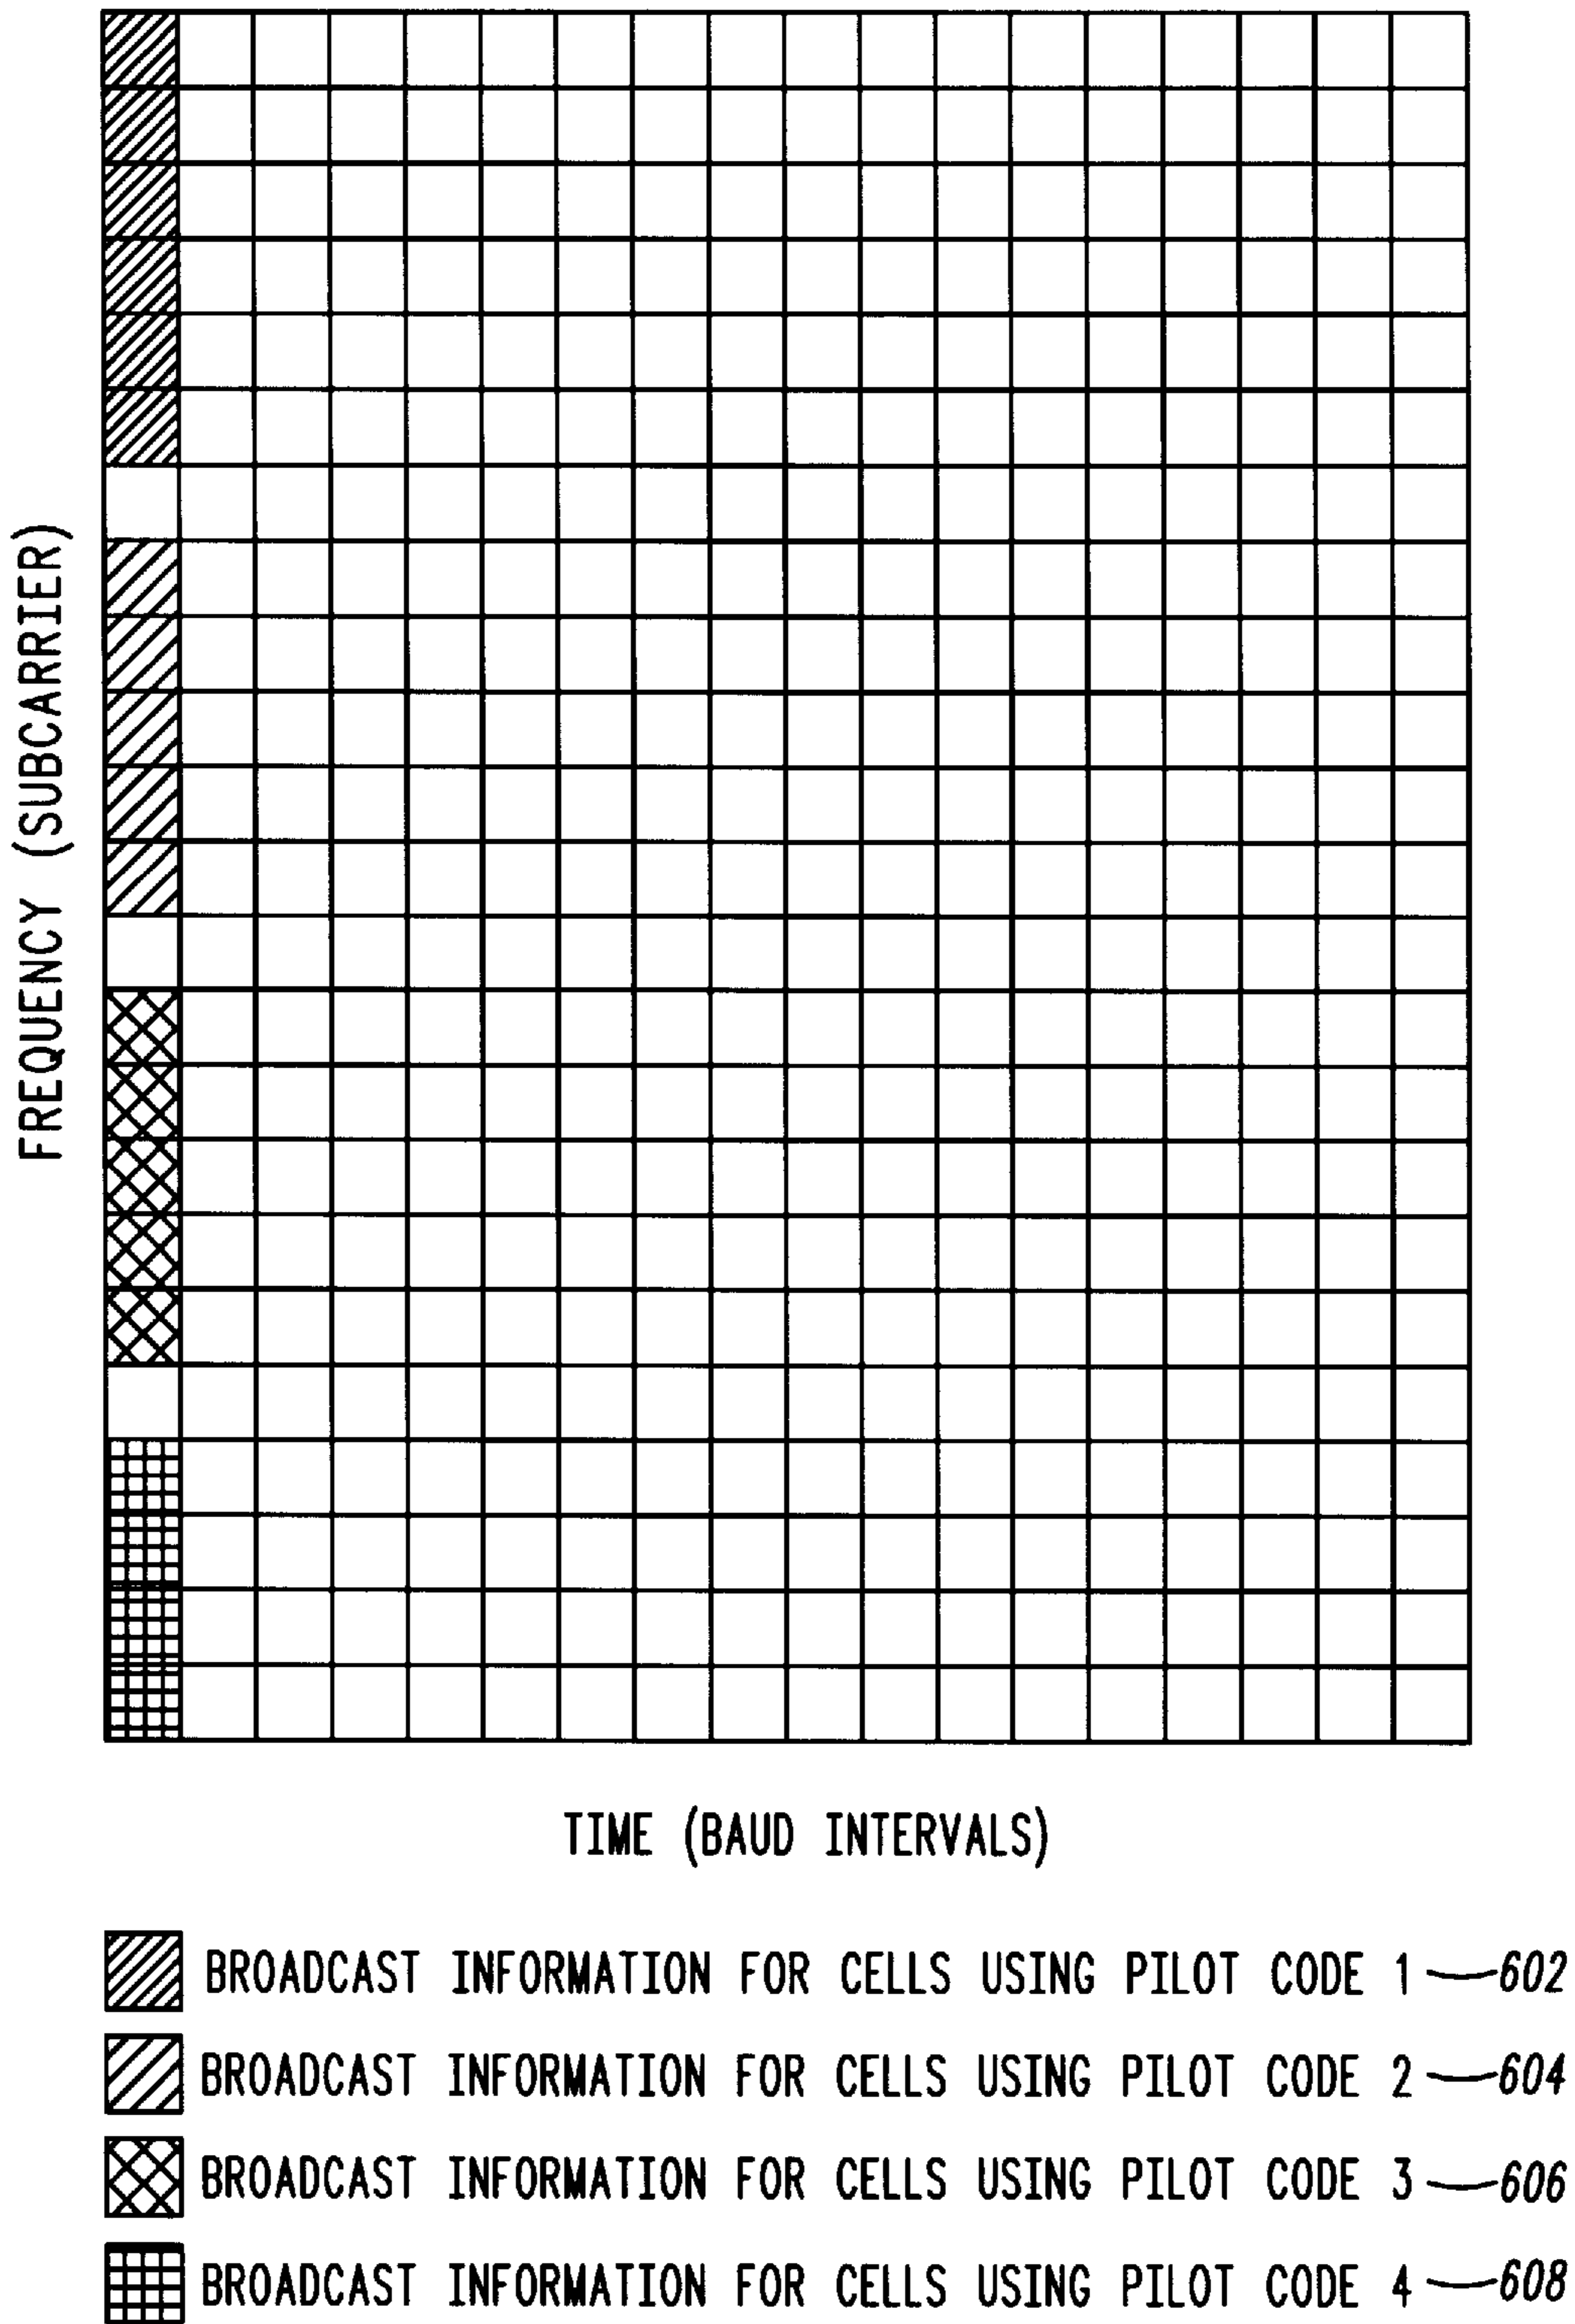 FREQUENCY (SUBCARRIER)
TIME (BAUD INTERVALS)
BROADCAST INFORMATION FOR CELLS USING PILOT CODE 1 602
BROADCAST INFORMATION FOR CELLS USING PILOT CODE 2 604
BROADCAST INFORMATION FOR CELLS USING PILOT CODE 3 606
BROADCAST INFORMATION FOR CELLS USING PILOT CODE 4 608